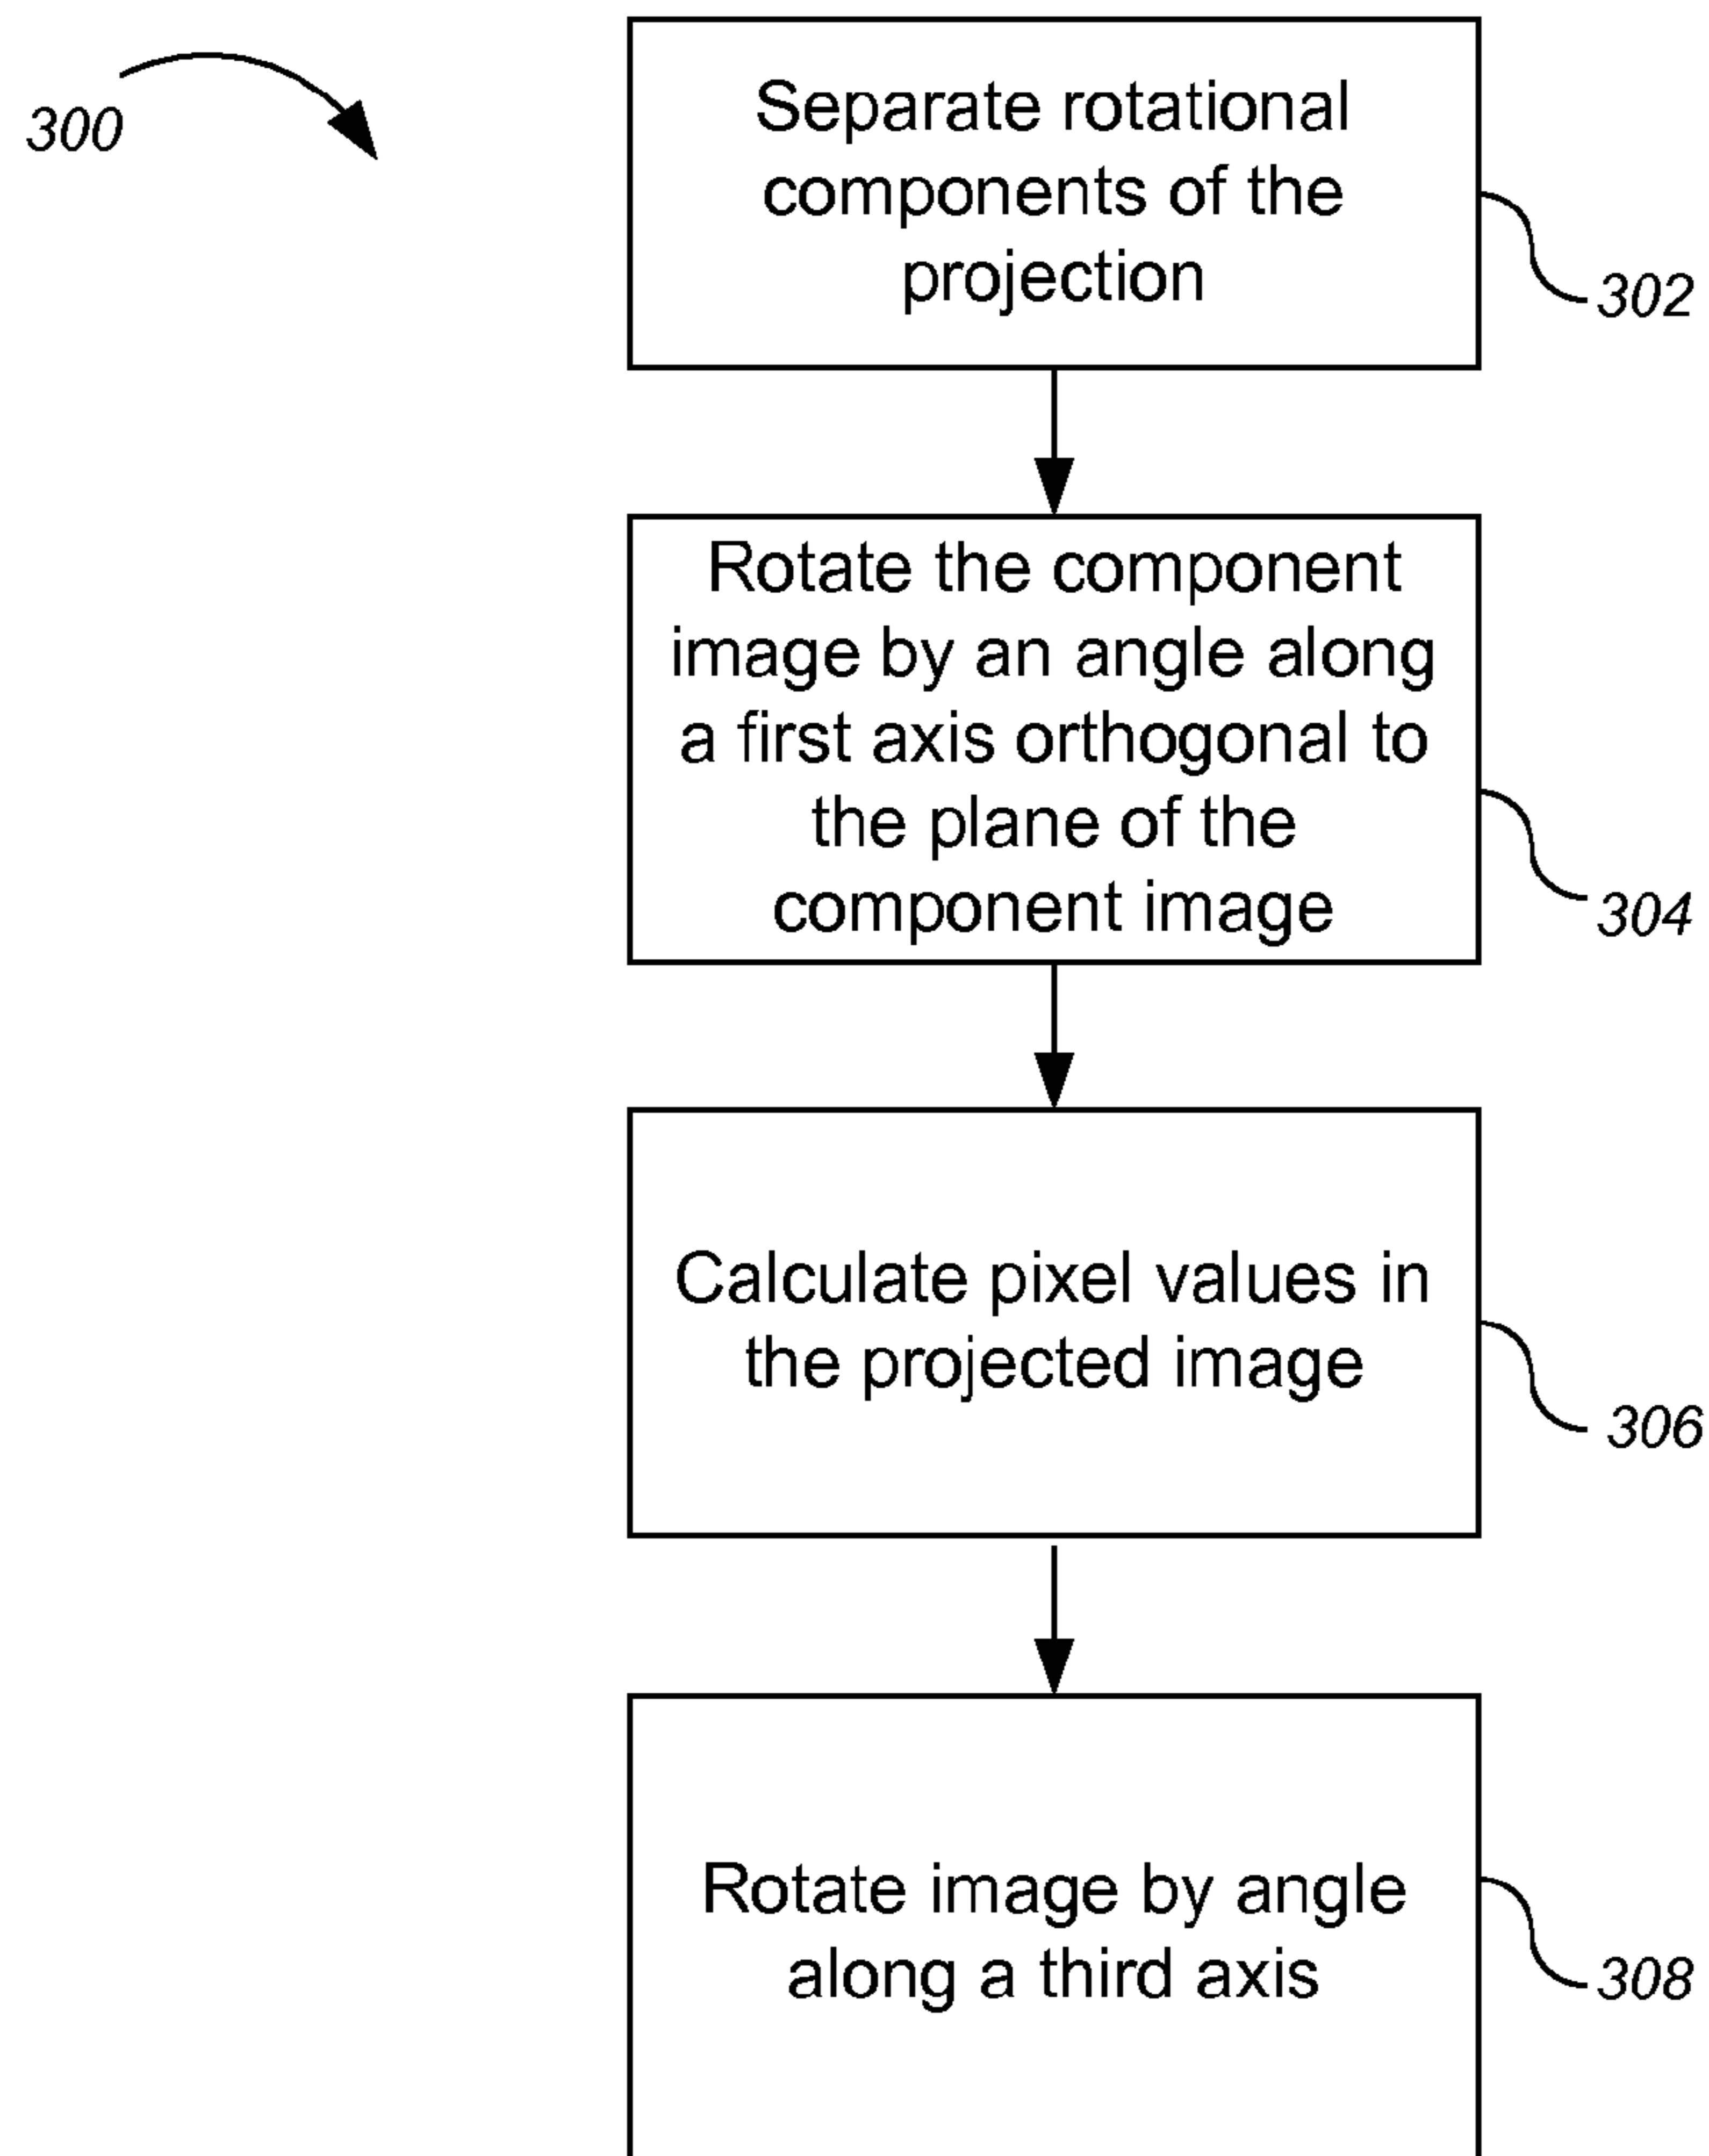 300
Separate rotational
components of the
projection
302
Rotate the component
image by an angle along
a first axis orthogonal to
the plane of the
component image
304
Calculate pixel values in
the projected image
306
Rotate image by angle
along a third axis
308